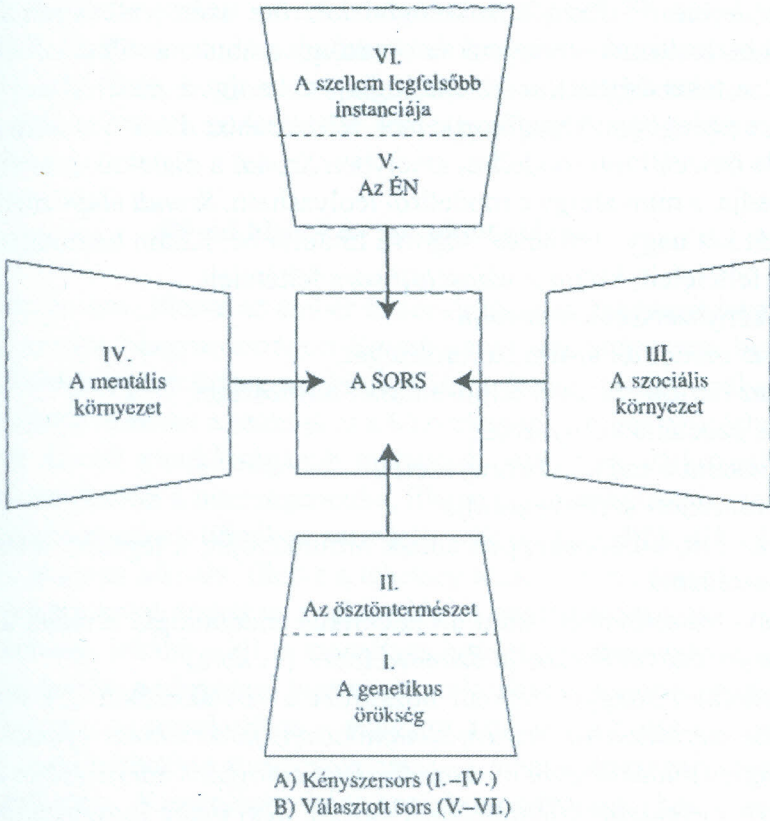 VI.
A szellem legfelsőbb
instanciája
V.
Az ÉN
IV.
A mentális
környezet
A SORS
III.
A szociális
környezet
II.
Az ösztöntermészet
I.
A genetikus
örökség
A) Kényszersors (I.–IV.)
B) Választott sors (V.–VI.)